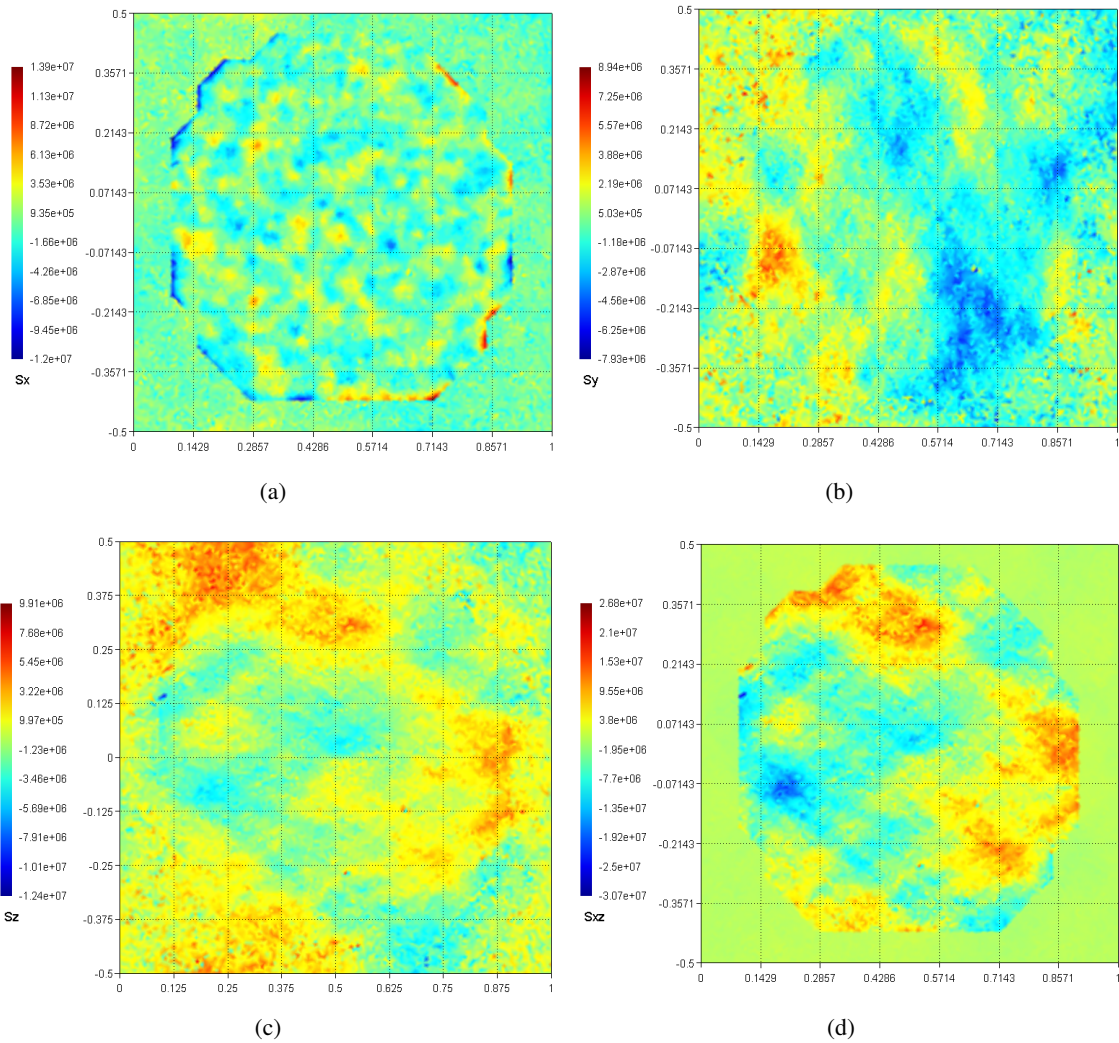 0.5
1.39e+07
1.13e+07
8.72e+06
6.13e+06
3.53e+06
9.35e+05
-1.66e+06
-4.26e+06
-6.85e+06
-9.45e+06
-1.2e+07
Sx
0.3571
0.2143
0.07143
-0.07143
-0.2143
-0.3571
-0.5
0 0.1429 0.2857 0.4286 0.5714 0.7143 0.8571 1
(a)
0.5
8.94e+06
7.25e+06
5.56e+06
3.88e+06
2.19e+06
5.03e+05
-1.18e+06
-2.87e+06
-4.56e+06
-6.25e+06
-7.93e+06
Sy
0.3571
0.2143
0.07143
-0.07143
-0.2143
-0.3571
-0.5
0 0.1429 0.2857 0.4286 0.5714 0.7143 0.8571 1
(b)
0.5
9.91e+06
7.68e+06
5.45e+06
3.22e+06
9.97e+05
-1.23e+06
-3.46e+06
-5.69e+06
-7.91e+06
-1.01e+07
-1.24e+07
Sz
0.375
0.25
0.125
0
-0.125
-0.25
-0.375
-0.5
0 0.125 0.25 0.375 0.5 0.625 0.75 0.875 1
(c)
0.5
2.68e+07
2.1e+07
1.53e+07
9.55e+06
3.8e+06
-1.95e+06
-7.7e+06
-1.35e+07
-1.92e+07
-2.5e+07
-3.07e+07
Sxz
0.3571
0.2143
0.07143
-0.07143
-0.2143
-0.3571
-0.5
0 0.1429 0.2857 0.4286 0.5714 0.7143 0.8571 1
(d)